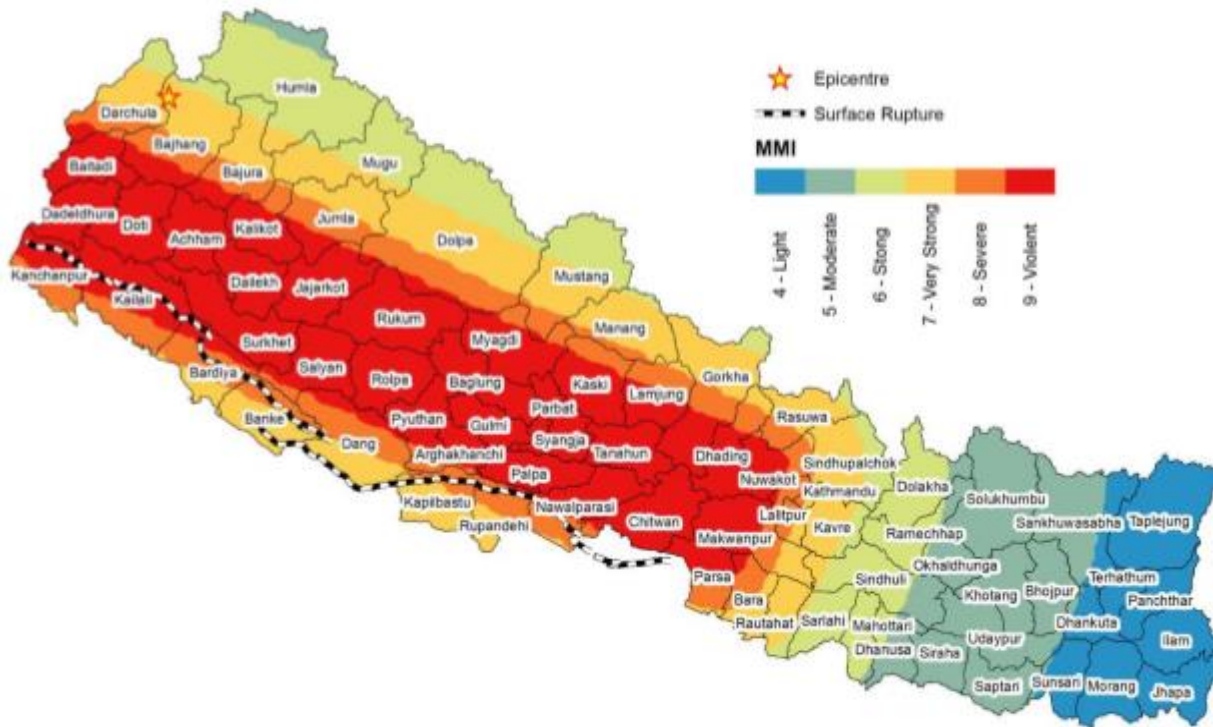 Epicentre
Surface Rupture
MMI
4 - Light
5 - Moderate
6 - Strong
7 - Very Strong
8 - Severe
9 - Violent
Humla
Darchula
Bajhang
Mugu
Baitadi
Bajura
Jumla
Dadeldhura
Doti
Kalikot
Achham
Dolpa
Mustang
Kanchanpur
Dailekh
Jajarkot
Kailali
Rukum
Manang
Surkhet
Myagdi
Salyan
Gorkha
Bardiya
Rolpa
Baglung
Kaski
Lamjung
Parbat
Rasuwa
Banke
Pyuthan
Gulmi
Syangja
Dang
Arghakhanchi
Tanahun
Dhading
Sindhupalchok
Palpa
Nuwakot
Dolakha
Kathmandu
Solukhumbu
Kapilbastu
Nawalparasi
Lalitpur
Sankhuwasabha
Taplejung
Rupandehi
Chitwan
Kavre
Makwanpur
Ramechhap
Okhaldhunga
Parsa
Sindhuli
Terhathum
Khotang
Bhojpur
Bara
Panchthar
Rautahat
Sarlahi
Mahottari
Dhankuta
Udaypur
Ilam
Dhanusa
Siraha
Saptari
Sunsari
Morang
Jhapa